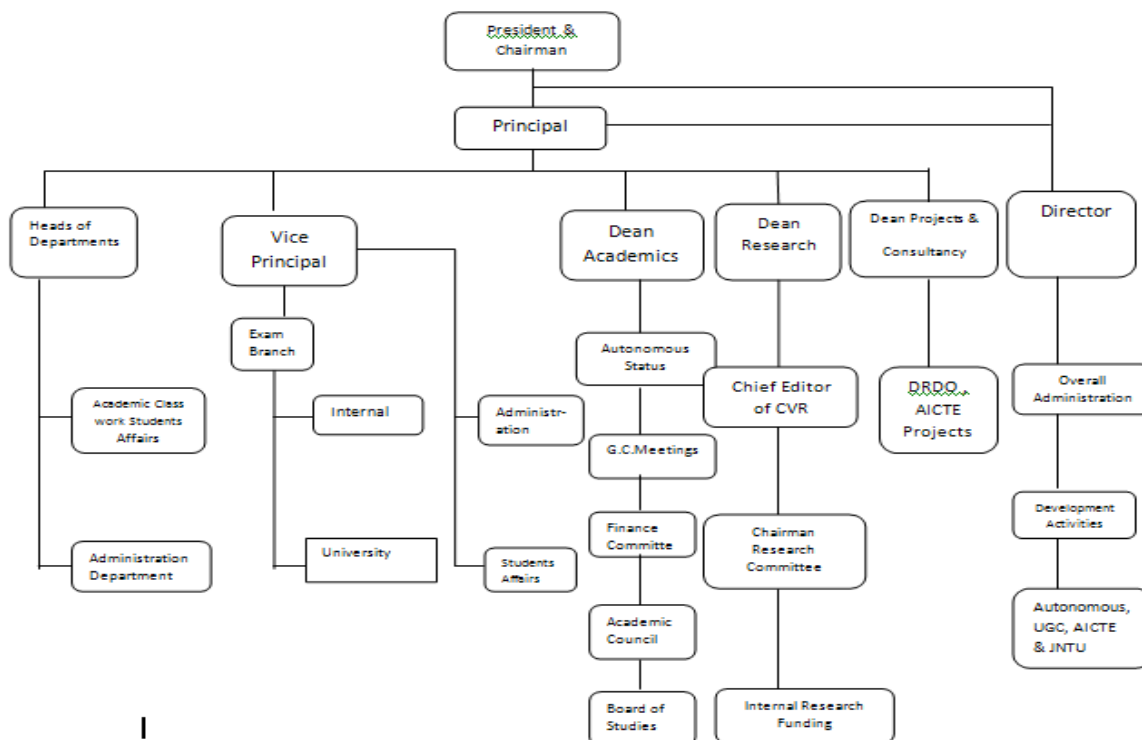 President &
Chairman
Principal
Heads of
Departments
Vice
Principal
Dean
Academics
Dean
Research
Dean Projects &
Consultancy
Director
Exam
Branch
Autonomous
Status
Chief Editor
of CVR
DRDO ,
AICTE
Projects
Overall
Administration
Academic Class
work Students
Affairs
Internal
Administr-
ation
G.C.Meetings
Finance
Committe
Chairman
Research
Committee
Development
Activities
Administration
Department
University
Students
Affairs
Academic
Council
Autonomous,
UGC, AICTE
& JNTU
Board of
Studies
Internal Research
Funding